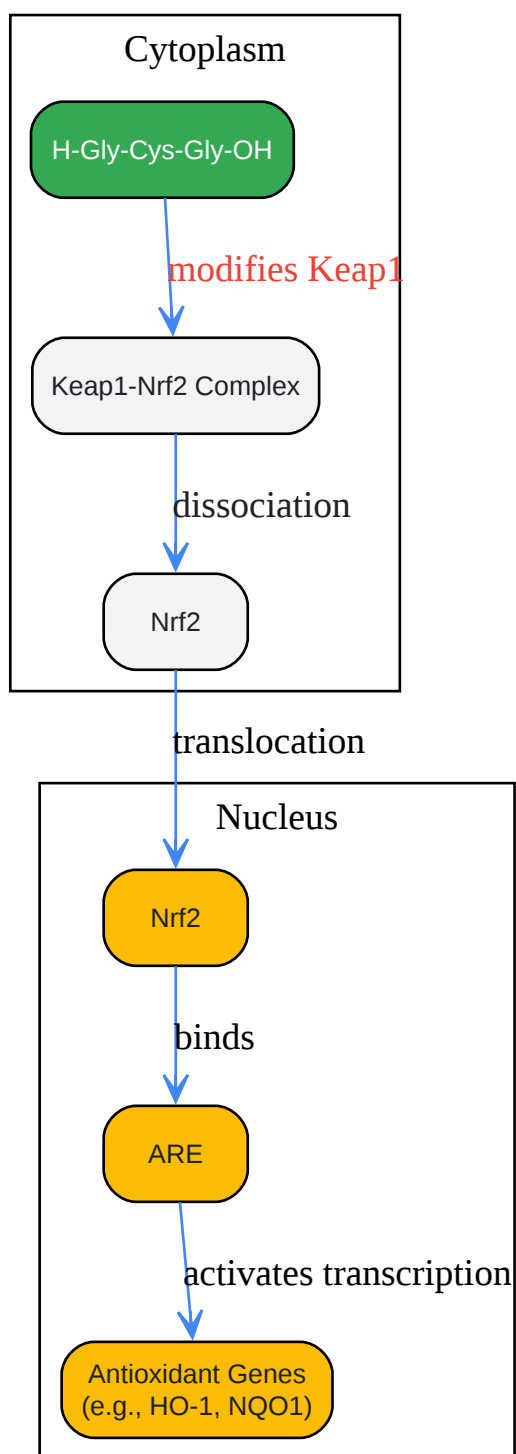 Cytoplasm
H-Gly-Cys-Gly-OH
modifies Keap1
Keap1-Nrf2 Complex
dissociation
Nrf2
translocation
Nucleus
Nrf2
binds
ARE
activates transcription
Antioxidant Genes
(e.g., HO-1, NQO1)